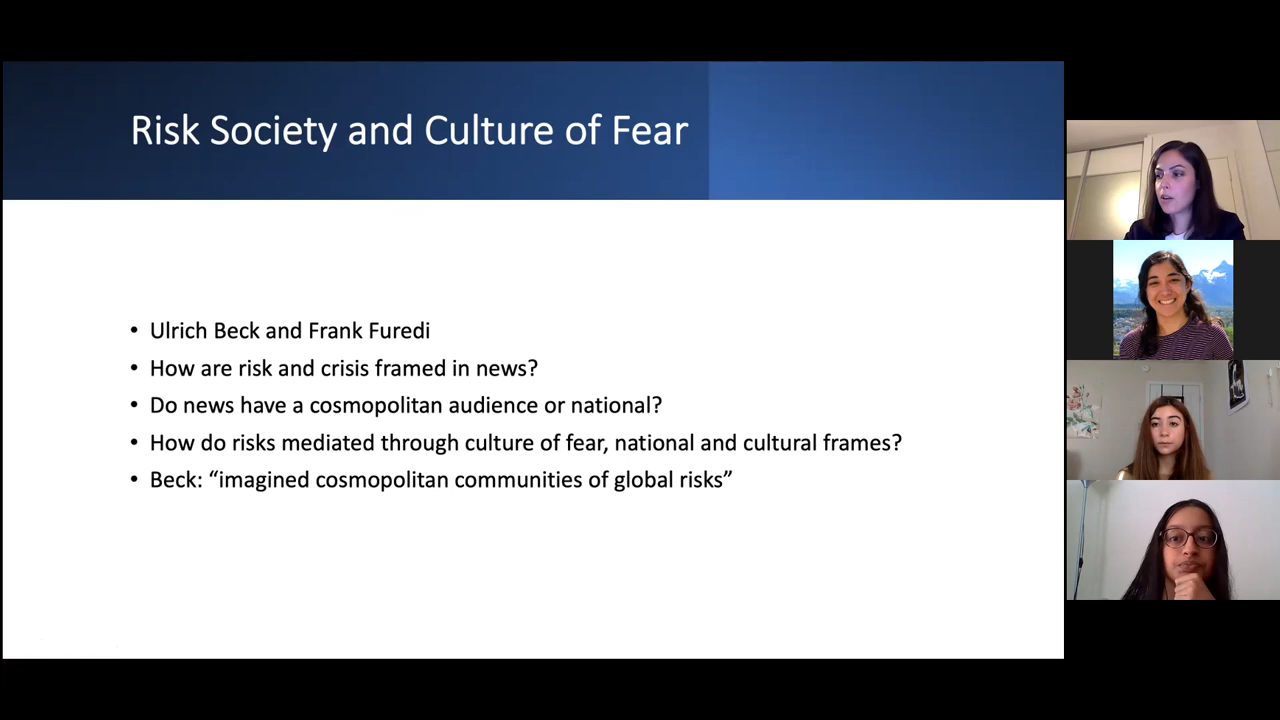 Risk Society and Culture of Fear
• Ulrich Beck and Frank Furedi
• How are risk and crisis framed in news?
• Do news have a cosmopolitan audience or national?
• How do risks mediated through culture of fear, national and cultural frames?
• Beck: “imagined cosmopolitan communities of global risks”